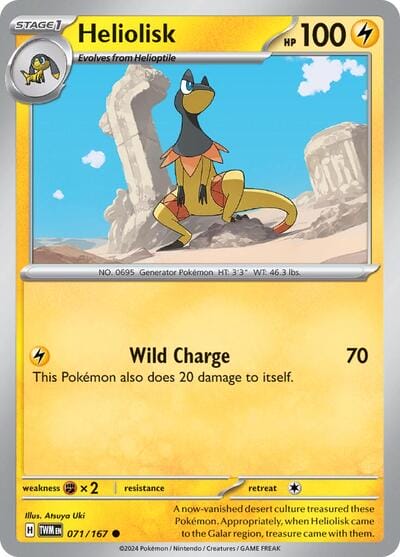 STAGE1 Heliolisk HP 100
Evolves from Helioptile
NO. 0695 Generator Pokémon HT: 3'3" WT: 46.3 lbs.
Wild Charge 70
This Pokémon also does 20 damage to itself.
weakness × 2 resistance retreat
Illus. Atsuya Uki
H TWM EN 071/167
A now-vanished desert culture treasured these
Pokémon. Appropriately, when Heliolisk came
to the Galar region, treasure came with them.
©2024 Pokémon / Nintendo / Creatures / GAME FREAK